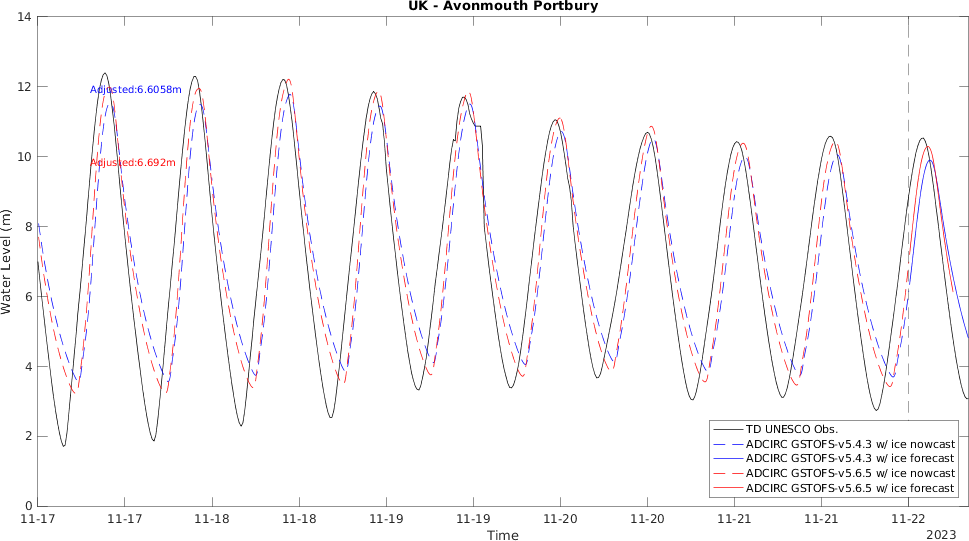 UK - Avonmouth Portbury
14
12
10
8
6
4
2
0
Water Level (m)
Adjusted:6.6058m
Adjusted:6.692m
TD UNESCO Obs.
ADCIRC GSTOFS-v5.4.3 w/ ice nowcast
ADCIRC GSTOFS-v5.4.3 w/ ice forecast
ADCIRC GSTOFS-v5.6.5 w/ ice nowcast
ADCIRC GSTOFS-v5.6.5 w/ ice forecast
11-17 11-17 11-18 11-18 11-19 11-19 11-20 11-20 11-21 11-21 11-22
Time
2023